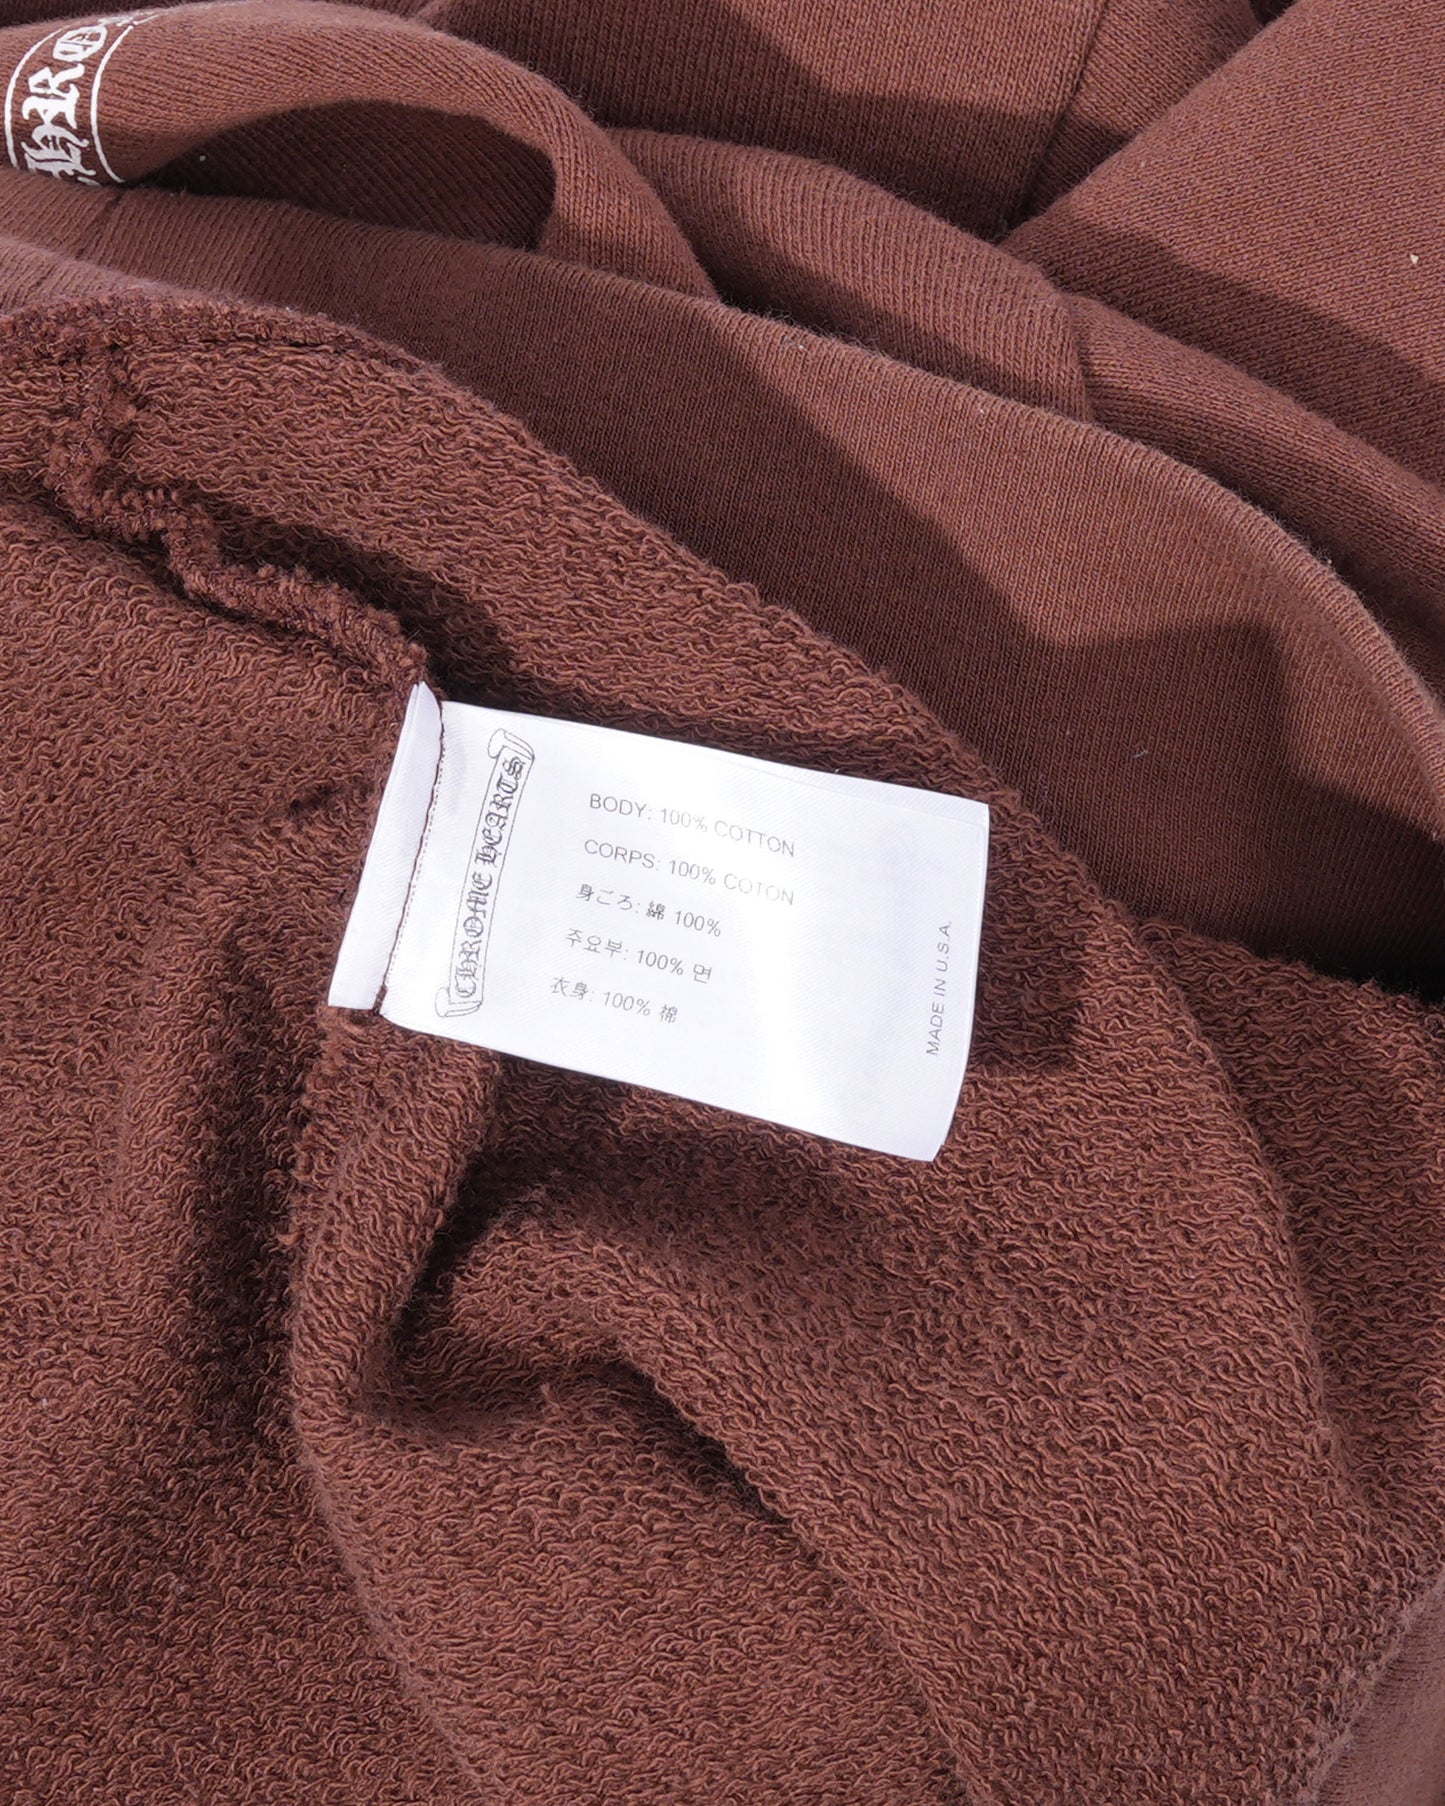 CHRO
CHROME HEARTS
BODY: 100% COTTON
CORPS: 100% COTON
身ごろ: 綿 100%
주요부: 100% 면
衣身: 100% 棉
MADE IN U.S.A.